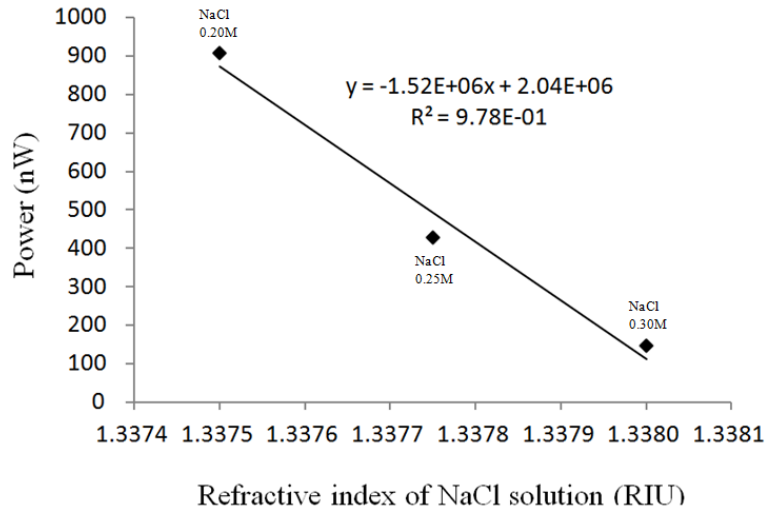 1000
900
800
700
600
500
400
300
200
100
0
Power (nW)
NaCl
0.20M
y = -1.52E+06x + 2.04E+06
R² = 9.78E-01
NaCl
0.25M
NaCl
0.30M
1.3374 1.3375 1.3376 1.3377 1.3378 1.3379 1.3380 1.3381
Refractive index of NaCl solution (RIU)